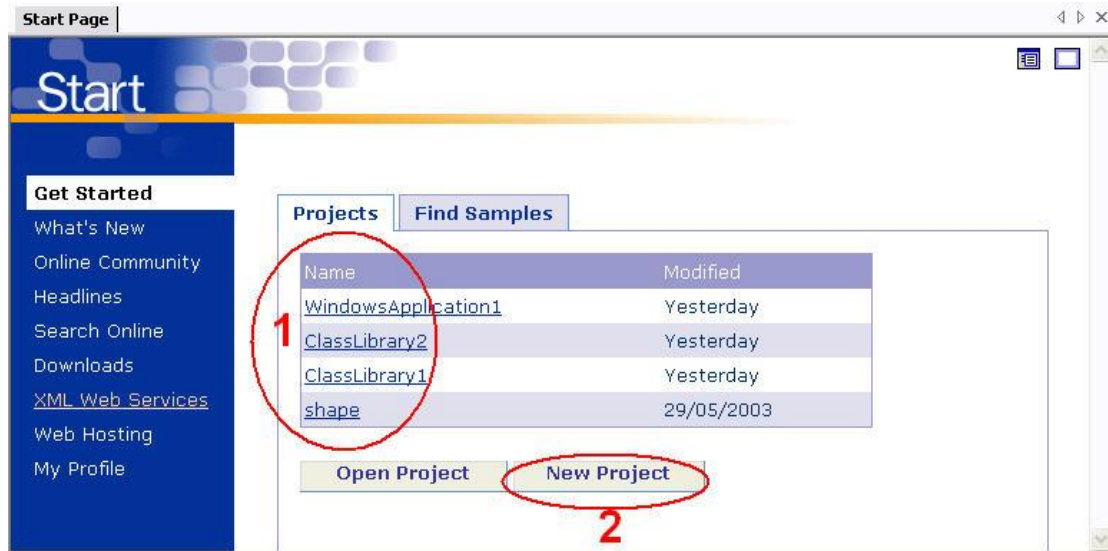 Start Page
Start
Get Started
What's New
Online Community
Headlines
Search Online
Downloads
XML Web Services
Web Hosting
My Profile
Projects Find Samples
Name Modified
WindowsApplication1 Yesterday
ClassLibrary2 Yesterday
ClassLibrary1 Yesterday
shape 29/05/2003
1
Open Project New Project
2